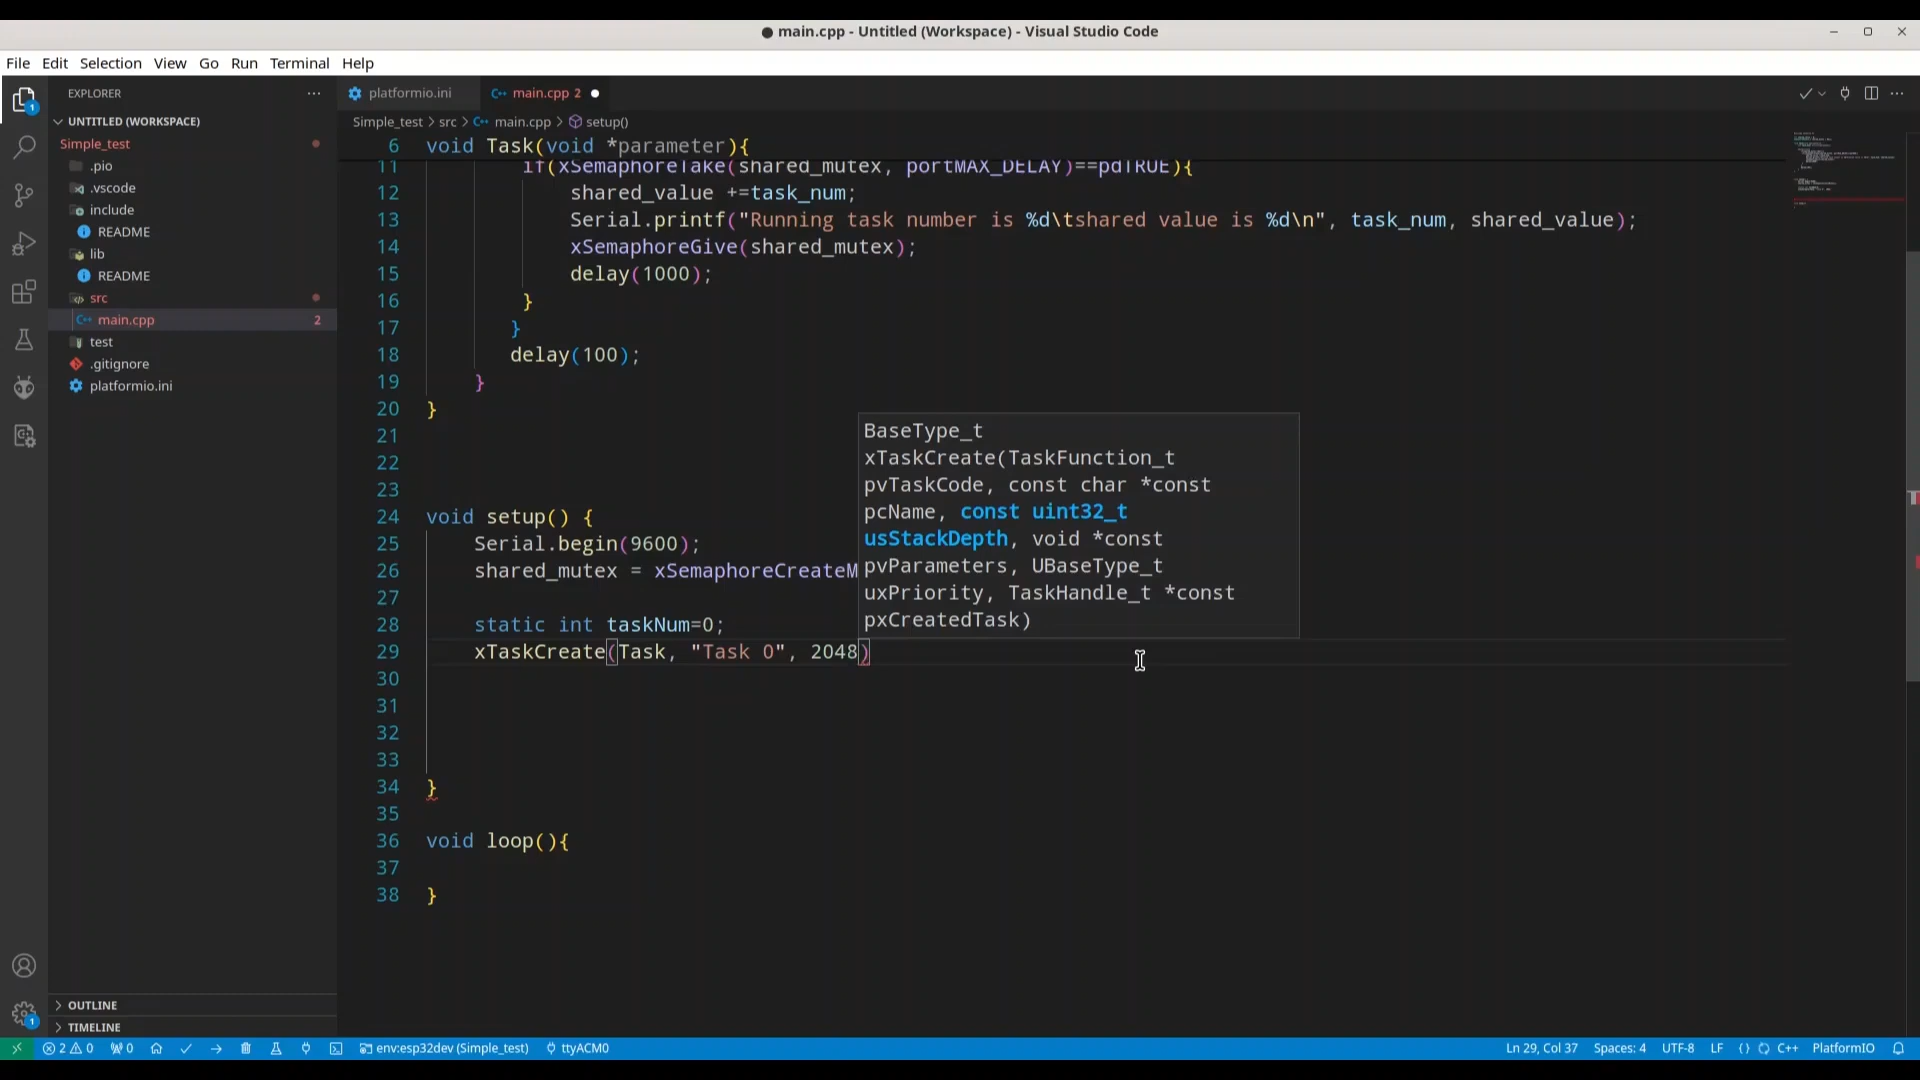 main.cpp - Untitled (Workspace) - Visual Studio Code
File Edit Selection View Go Run Terminal Help
EXPLORER
platformio.ini
main.cpp 2
UNTITLED (WORKSPACE)
Simple_test > src > main.cpp > setup()
Simple_test
.pio
.vscode
include
README
lib
README
src
main.cpp 2
test
.gitignore
platformio.ini
OUTLINE
TIMELINE
6 void Task(void *parameter){
11 if(xSemaphoreTake(shared_mutex, portMAX_DELAY)==pdTRUE){
12 shared_value +=task_num;
13 Serial.printf("Running task number is %d\tshared value is %d\n", task_num, shared_value);
14 xSemaphoreGive(shared_mutex);
15 delay(1000);
16 }
17 }
18 delay(100);
19 }
20 }
21
22
23
24 void setup() {
25 Serial.begin(9600);
26 shared_mutex = xSemaphoreCreateM
27
28 static int taskNum=0;
29 xTaskCreate(Task, "Task 0", 2048)
30
31
32
33
34 }
35
36 void loop(){
37
38 }
BaseType_t
xTaskCreate(TaskFunction_t
pvTaskCode, const char *const
pcName, const uint32_t
usStackDepth, void *const
pvParameters, UBaseType_t
uxPriority, TaskHandle_t *const
pxCreatedTask)
1
1
2 0 0 env:esp32dev (Simple_test) ttyACM0 Ln 29, Col 37 Spaces: 4 UTF-8 LF {} C++ PlatformIO